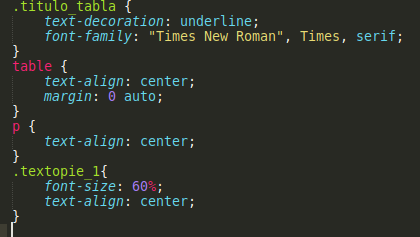 .titulo_tabla {
    text-decoration: underline;
    font-family: "Times New Roman", Times, serif;
}
table {
    text-align: center;
    margin: 0 auto;
}
p {
    text-align: center;
}
.textopie_1{
    font-size: 60%;
    text-align: center;
}